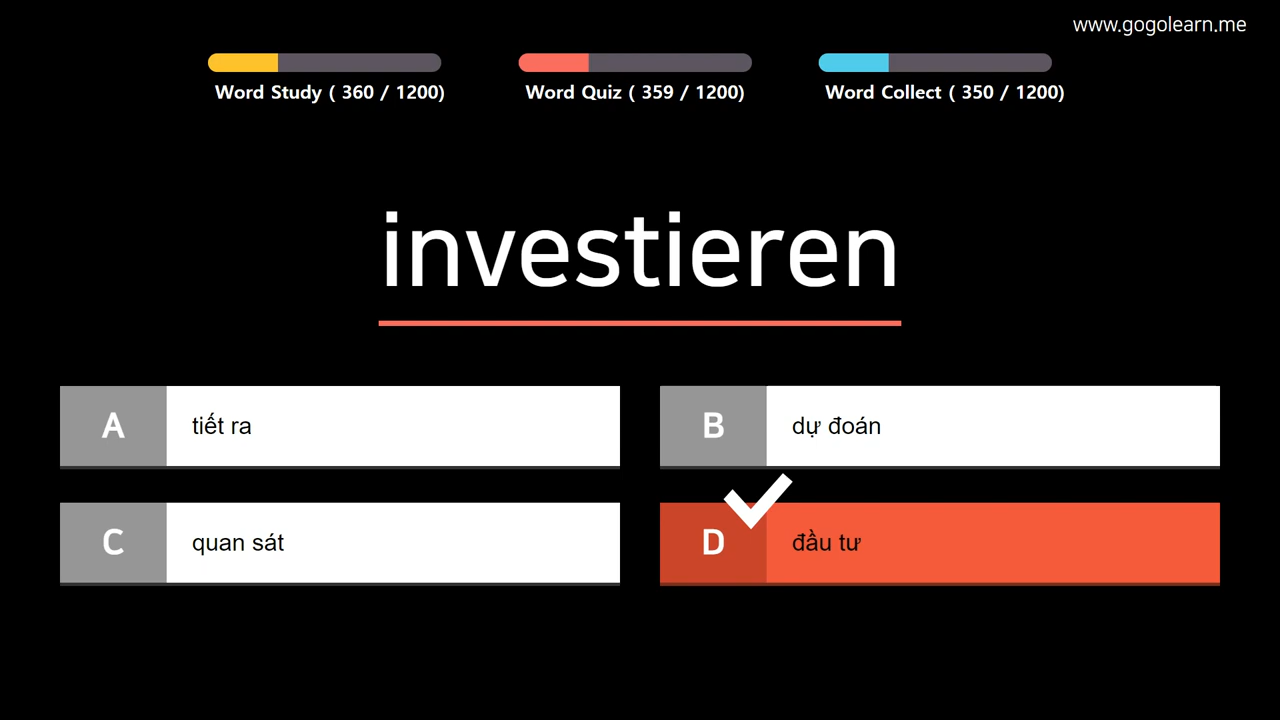 www.gogolearn.me
Word Study ( 360 / 1200)
Word Quiz ( 359 / 1200)
Word Collect ( 350 / 1200)
investieren
A tiết ra
B dự đoán
C quan sát
D đầu tư